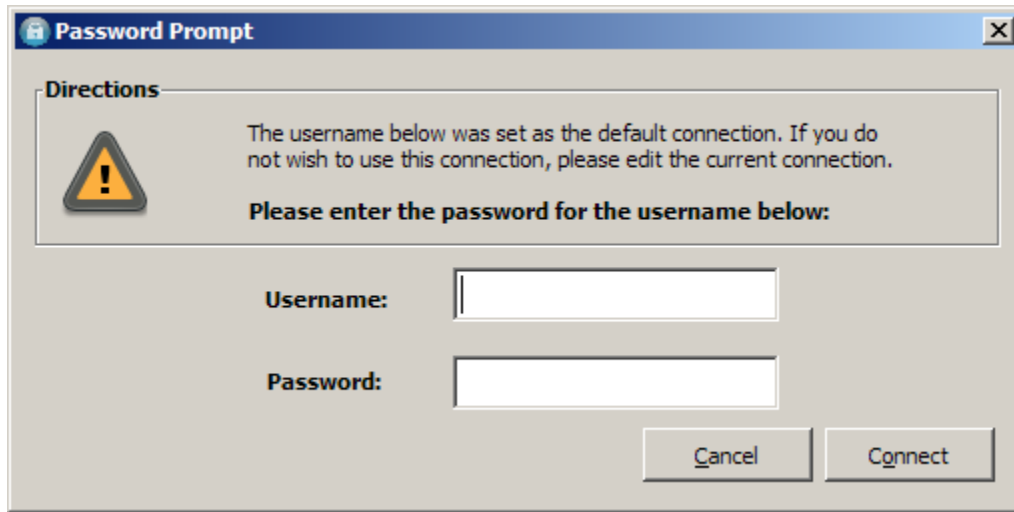 Password Prompt
Directions
The username below was set as the default connection. If you do
not wish to use this connection, please edit the current connection.
Please enter the password for the username below:
Username:
Password:
Cancel Connect